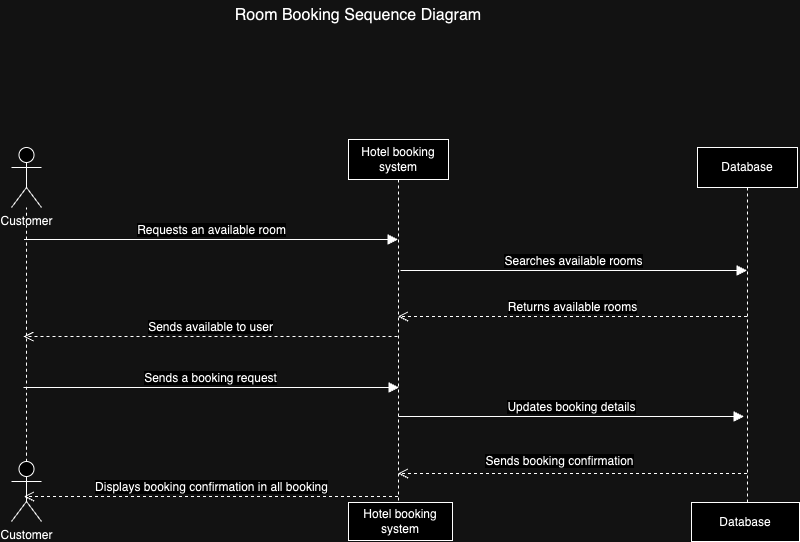 Room Booking Sequence Diagram
Hotel booking
system
Database
Customer
Requests an available room
Searches available rooms
Returns available rooms
Sends available to user
Sends a booking request
Updates booking details
Sends booking confirmation
Displays booking confirmation in all booking
Hotel booking
system
Database
Customer